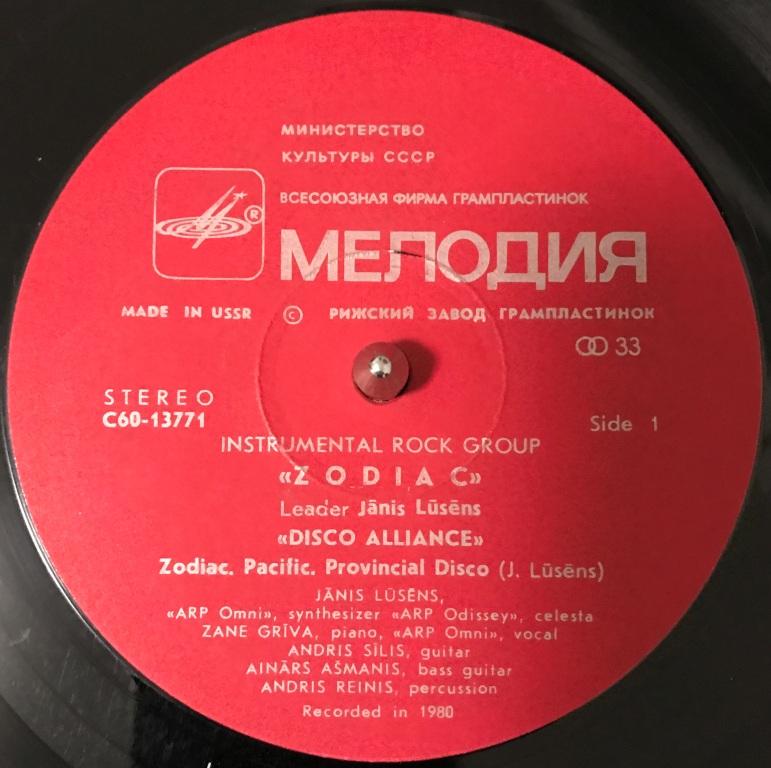 МИНИСТЕРСТВО
КУЛЬТУРЫ СССР
ВСЕСОЮЗНАЯ ФИРМА ГРАМПЛАСТИНОК
®
МЕЛОДИЯ
MADE IN USSR © РИЖСКИЙ ЗАВОД ГРАМПЛАСТИНОК
33
STEREO
C60-13771
Side 1
INSTRUMENTAL ROCK GROUP
«ZODIAC»
Leader Jānis Lūsēns
«DISCO ALLIANCE»
Zodiac. Pacific. Provincial Disco (J. Lūsēns)
JĀNIS LŪSĒNS,
«ARP Omni», synthesizer «ARP Odissey», celesta
ZANE GRĪVA, piano, «ARP Omni», vocal
ANDRIS SĪLIS, guitar
AINĀRS AŠMANIS, bass guitar
ANDRIS REINIS, percussion
Recorded in 1980